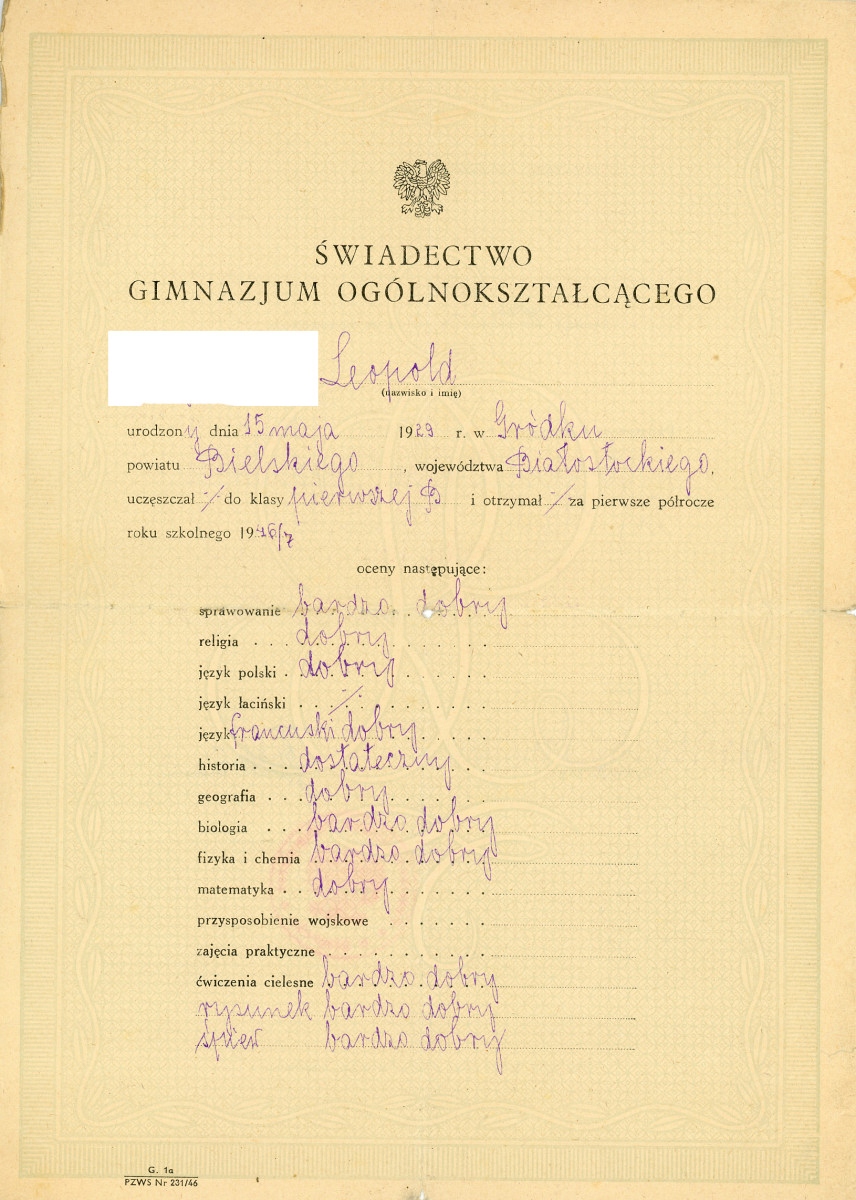 ŚWIADECTWO
GIMNAZJUM OGÓLNOKSZTAŁCĄCEGO
Leopold
(nazwisko i imię)
urodzony dnia 15 maja 1929 r. w Gródku
powiatu Bielskiego, województwa Białostockiego,
uczęszczał -/- do klasy pierwszej B i otrzymał -/- za pierwsze półrocze
roku szkolnego 1946/7
oceny następujące:
sprawowanie bardzo dobry
religia . . . dobry
język polski . dobry
język łaciński . . . -/-
język francuski dobry
historia . . . dostateczny
geografia . . . dobry
biologia . . . bardzo dobry
fizyka i chemia bardzo dobry
matematyka . . dobry
przysposobienie wojskowe . . . . . .
zajęcia praktyczne . . . . . . . . . .
ćwiczenia cielesne bardzo dobry
rysunek bardzo dobry
śpiew bardzo dobry
G. 1a
PZWS Nr 231/46